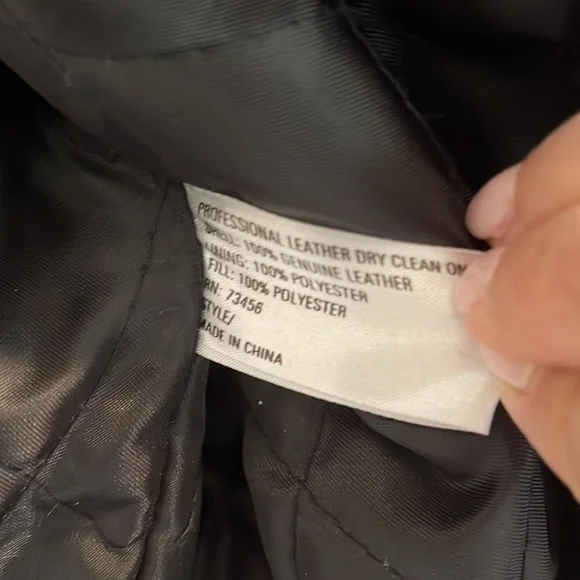 PROFESSIONAL LEATHER DRY CLEAN ON
SHELL: 100% GENUINE LEATHER
LINING: 100% POLYESTER
FILL: 100% POLYESTER
RN: 73456
STYLE/
MADE IN CHINA